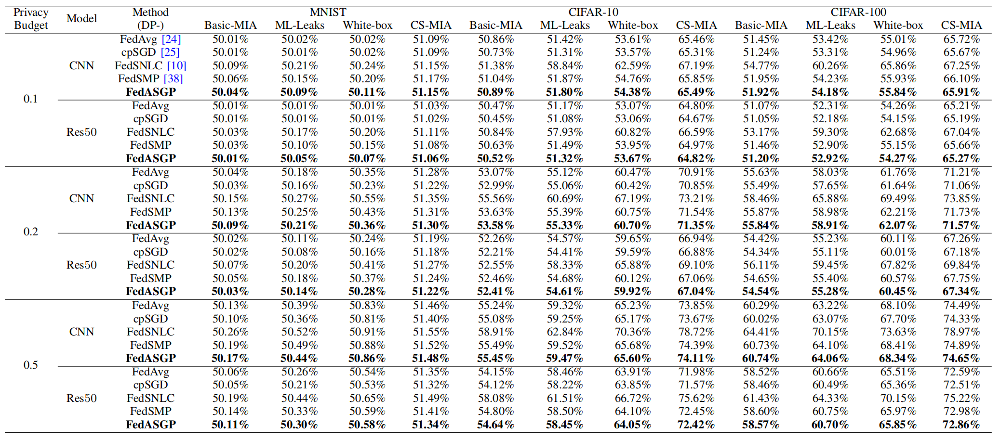 Privacy Budget Model Method (DP-) MNIST CIFAR-10 CIFAR-100
Basic-MIA ML-Leaks White-box CS-MIA Basic-MIA ML-Leaks White-box CS-MIA Basic-MIA ML-Leaks White-box CS-MIA
0.1 CNN FedAvg [24] 50.01% 50.02% 50.02% 51.09% 50.86% 51.42% 53.61% 65.46% 51.45% 53.42% 55.01% 65.72%
cpSGD [25] 50.01% 50.01% 50.02% 51.09% 50.73% 51.31% 53.57% 65.31% 51.24% 53.31% 54.96% 65.67%
FedSNLC [10] 50.09% 50.21% 50.24% 51.15% 51.38% 58.84% 62.59% 67.19% 54.77% 60.26% 65.86% 67.25%
FedSMP [38] 50.06% 50.15% 50.20% 51.17% 51.04% 51.87% 54.76% 65.85% 51.95% 54.23% 55.93% 66.10%
FedASGP 50.04% 50.09% 50.11% 51.15% 50.89% 51.80% 54.38% 65.49% 51.92% 54.18% 55.84% 65.91%
Res50 FedAvg 50.01% 50.01% 50.01% 51.03% 50.47% 51.17% 53.07% 64.80% 51.07% 52.31% 54.26% 65.21%
cpSGD 50.01% 50.01% 50.01% 51.02% 50.45% 51.08% 53.06% 64.67% 51.05% 52.18% 54.15% 65.19%
FedSNLC 50.03% 50.17% 50.20% 51.11% 50.84% 57.93% 60.82% 66.59% 53.17% 59.30% 62.68% 67.04%
FedSMP 50.03% 50.10% 50.15% 51.08% 50.63% 51.49% 53.95% 64.97% 51.46% 52.90% 55.15% 65.66%
FedASGP 50.01% 50.05% 50.07% 51.06% 50.52% 51.32% 53.67% 64.82% 51.20% 52.92% 54.27% 65.27%
0.2 CNN FedAvg 50.04% 50.18% 50.35% 51.28% 53.07% 55.12% 60.47% 70.91% 55.63% 58.03% 61.76% 71.21%
cpSGD 50.03% 50.16% 50.23% 51.22% 52.99% 55.06% 60.42% 70.85% 55.49% 57.65% 61.64% 71.06%
FedSNLC 50.15% 50.27% 50.55% 51.35% 55.56% 60.69% 67.19% 73.21% 58.46% 65.88% 69.49% 73.85%
FedSMP 50.13% 50.25% 50.43% 51.31% 53.63% 55.39% 60.75% 71.54% 55.87% 58.98% 62.21% 71.73%
FedASGP 50.09% 50.21% 50.36% 51.30% 53.58% 55.33% 60.70% 71.35% 55.84% 58.91% 62.07% 71.57%
Res50 FedAvg 50.02% 50.11% 50.24% 51.19% 52.26% 54.57% 59.65% 66.94% 54.42% 55.23% 60.11% 67.26%
cpSGD 50.02% 50.08% 50.16% 51.18% 52.21% 54.41% 59.59% 66.88% 54.34% 55.11% 60.01% 67.18%
FedSNLC 50.07% 50.20% 50.41% 51.27% 52.55% 58.33% 65.88% 69.10% 56.11% 59.45% 67.82% 69.84%
FedSMP 50.05% 50.18% 50.37% 51.24% 52.46% 54.68% 60.12% 67.06% 54.65% 55.40% 60.57% 67.75%
FedASGP 50.03% 50.14% 50.28% 51.22% 52.41% 54.61% 59.92% 67.04% 54.54% 55.28% 60.45% 67.34%
0.5 CNN FedAvg 50.13% 50.39% 50.83% 51.46% 55.24% 59.32% 65.23% 73.85% 60.29% 63.22% 68.10% 74.49%
cpSGD 50.10% 50.36% 50.81% 51.40% 55.08% 59.25% 65.17% 73.67% 60.02% 63.07% 67.70% 74.33%
FedSNLC 50.26% 50.52% 50.91% 51.55% 58.91% 62.84% 70.36% 78.72% 64.41% 70.15% 73.63% 78.97%
FedSMP 50.19% 50.49% 50.88% 51.52% 55.49% 59.52% 65.68% 74.39% 60.73% 64.10% 68.41% 74.89%
FedASGP 50.17% 50.44% 50.86% 51.48% 55.45% 59.47% 65.60% 74.11% 60.74% 64.06% 68.34% 74.65%
Res50 FedAvg 50.06% 50.26% 50.54% 51.35% 54.15% 58.46% 63.91% 71.98% 58.52% 60.66% 65.51% 72.59%
cpSGD 50.05% 50.21% 50.53% 51.32% 54.12% 58.22% 63.85% 71.57% 58.46% 60.49% 65.36% 72.51%
FedSNLC 50.19% 50.44% 50.65% 51.49% 58.08% 61.51% 66.72% 75.62% 61.43% 64.33% 70.15% 75.22%
FedSMP 50.14% 50.33% 50.59% 51.41% 54.80% 58.50% 64.10% 72.45% 58.60% 60.75% 65.97% 72.98%
FedASGP 50.11% 50.30% 50.58% 51.34% 54.64% 58.45% 64.05% 72.42% 58.57% 60.70% 65.85% 72.86%